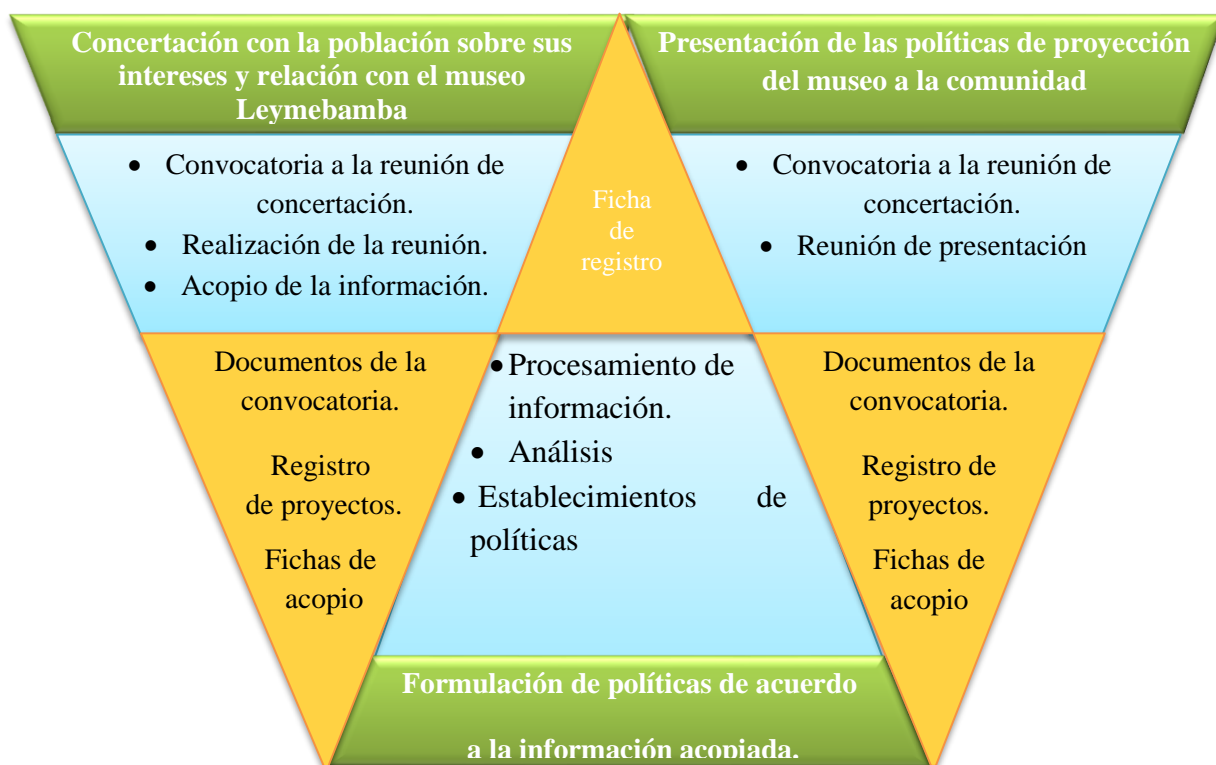 Concertación con la población sobre sus
intereses y relación con el museo
Leymebamba
Presentación de las políticas de proyección
del museo a la comunidad
• Convocatoria a la reunión de
concertación.
• Realización de la reunión.
• Acopio de la información.
Ficha
de
registro
• Convocatoria a la reunión de
concertación.
• Reunión de presentación
Documentos de la
convocatoria.
Registro
de proyectos.
Fichas de
acopio
• Procesamiento de
información.
• Análisis
• Establecimientos de
políticas
Documentos de la
convocatoria.
Registro de
proyectos.
Fichas de
acopio
Formulación de políticas de acuerdo
a la información acopiada.